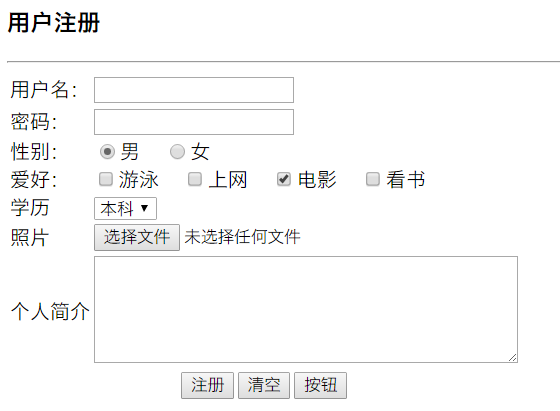 用户注册
用户名：
密码：
性别： 男 女
爱好： 游泳 上网 电影 看书
学历 本科
照片 选择文件 未选择任何文件
个人简介
注册 清空 按钮